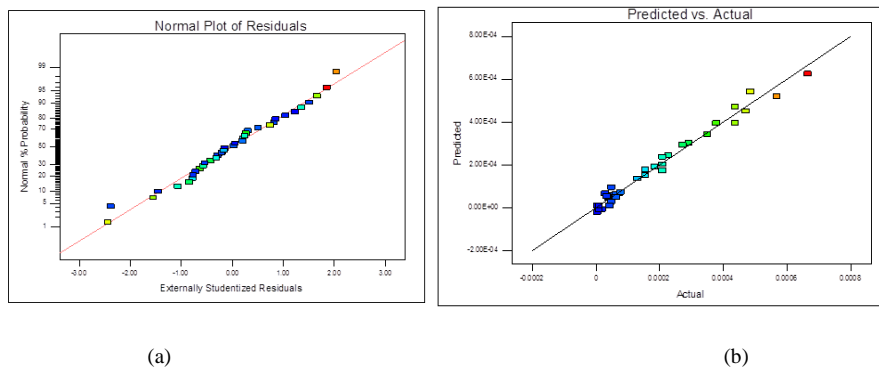 Normal Plot of Residuals
Normal % Probability
99
95
90
80
70
50
30
20
10
5
1
-3.00 -2.00 -1.00 0.00 1.00 2.00 3.00
Externally Studentized Residuals
(a)
Predicted vs. Actual
Predicted
8.00E-04
6.00E-04
4.00E-04
2.00E-04
0.00E+00
-2.00E-04
-0.0002 0 0.0002 0.0004 0.0006 0.0008
Actual
(b)